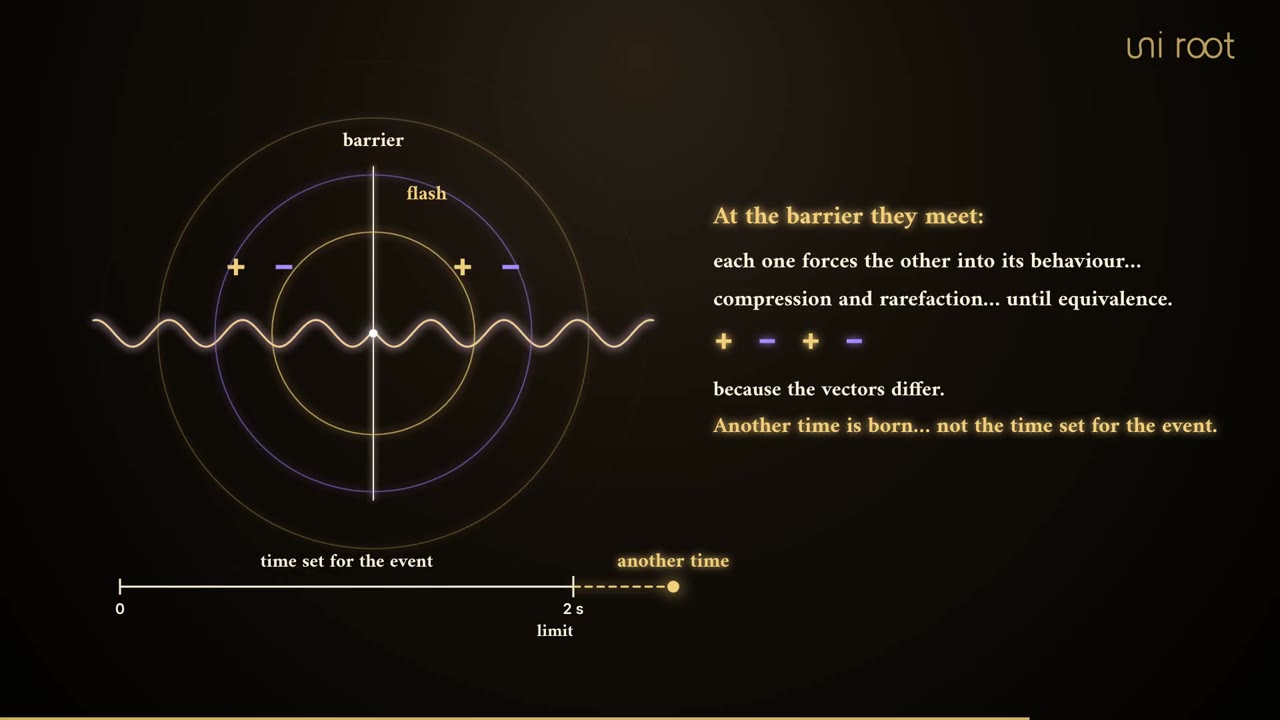 uni root
barrier
flash
+ − + −
At the barrier they meet:
each one forces the other into its behaviour...
compression and rarefaction... until equivalence.
+ − + −
because the vectors differ.
Another time is born... not the time set for the event.
time set for the event
another time
0
2 s
limit